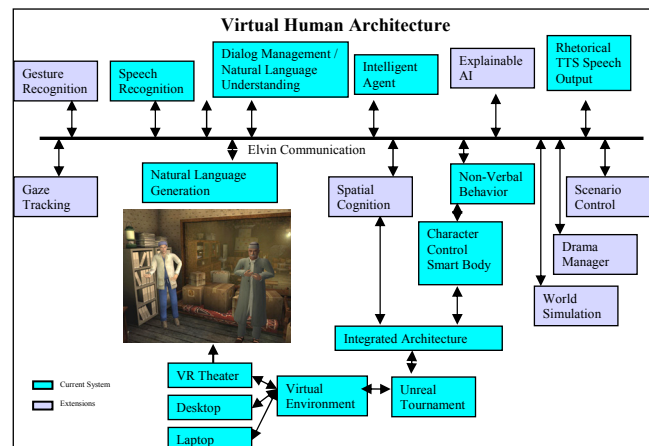 Virtual Human Architecture
Gesture
Recognition
Speech
Recognition
Dialog Management /
Natural Language
Understanding
Intelligent
Agent
Explainable
AI
Rhetorical
TTS Speech
Output
Elvin Communication
Gaze
Tracking
Natural Language
Generation
Spatial
Cognition
Non-Verbal
Behavior
Scenario
Control
Character
Control
Smart Body
Drama
Manager
World
Simulation
Integrated Architecture
VR Theater
Desktop
Laptop
Virtual
Environment
Unreal
Tournament
Current System
Extensions